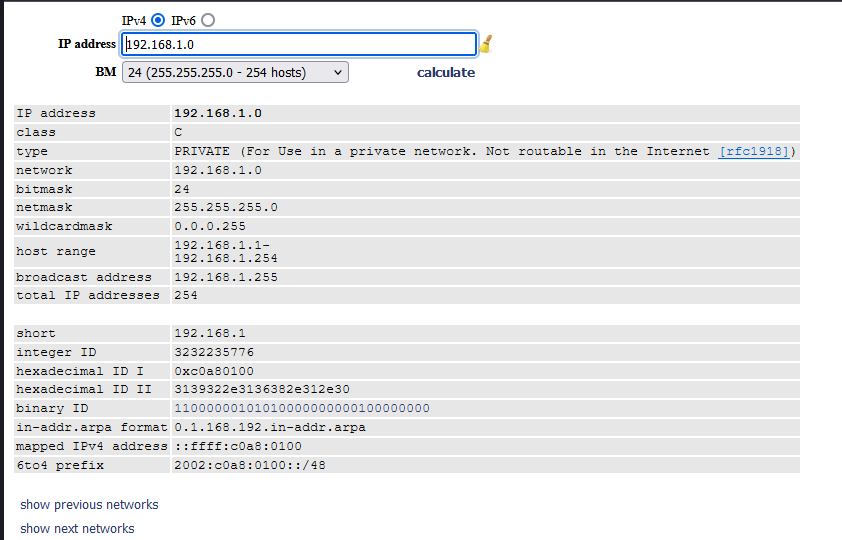 IPv4 IPv6
IP address 192.168.1.0
BM 24 (255.255.255.0 - 254 hosts) calculate
IP address 192.168.1.0
class C
type PRIVATE (For Use in a private network. Not routable in the Internet [rfc1918])
network 192.168.1.0
bitmask 24
netmask 255.255.255.0
wildcardmask 0.0.0.255
host range 192.168.1.1-
192.168.1.254
broadcast address 192.168.1.255
total IP addresses 254
short 192.168.1
integer ID 3232235776
hexadecimal ID I 0xc0a80100
hexadecimal ID II 3139322e3136382e312e30
binary ID 11000000101010000000000100000000
in-addr.arpa format 0.1.168.192.in-addr.arpa
mapped IPv4 address ::ffff:c0a8:0100
6to4 prefix 2002:c0a8:0100::/48
show previous networks
show next networks